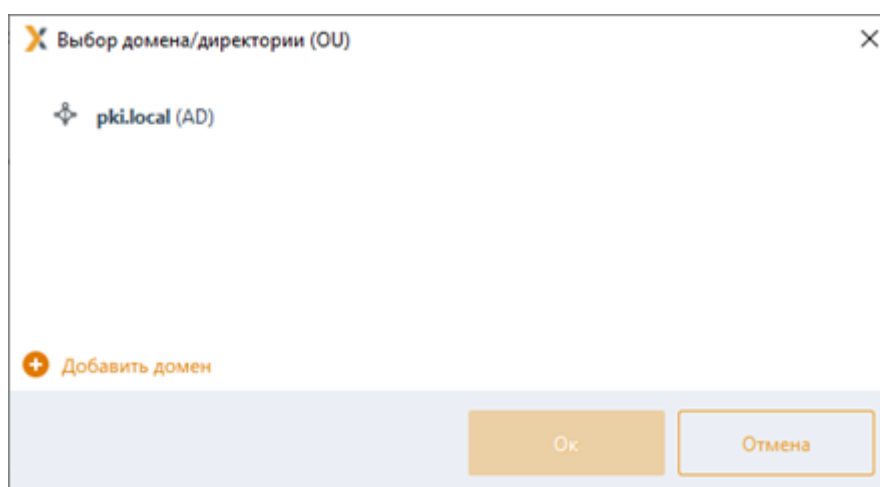 Выбор домена/директории (OU)
pki.local (AD)
Добавить домен
Ок
Отмена